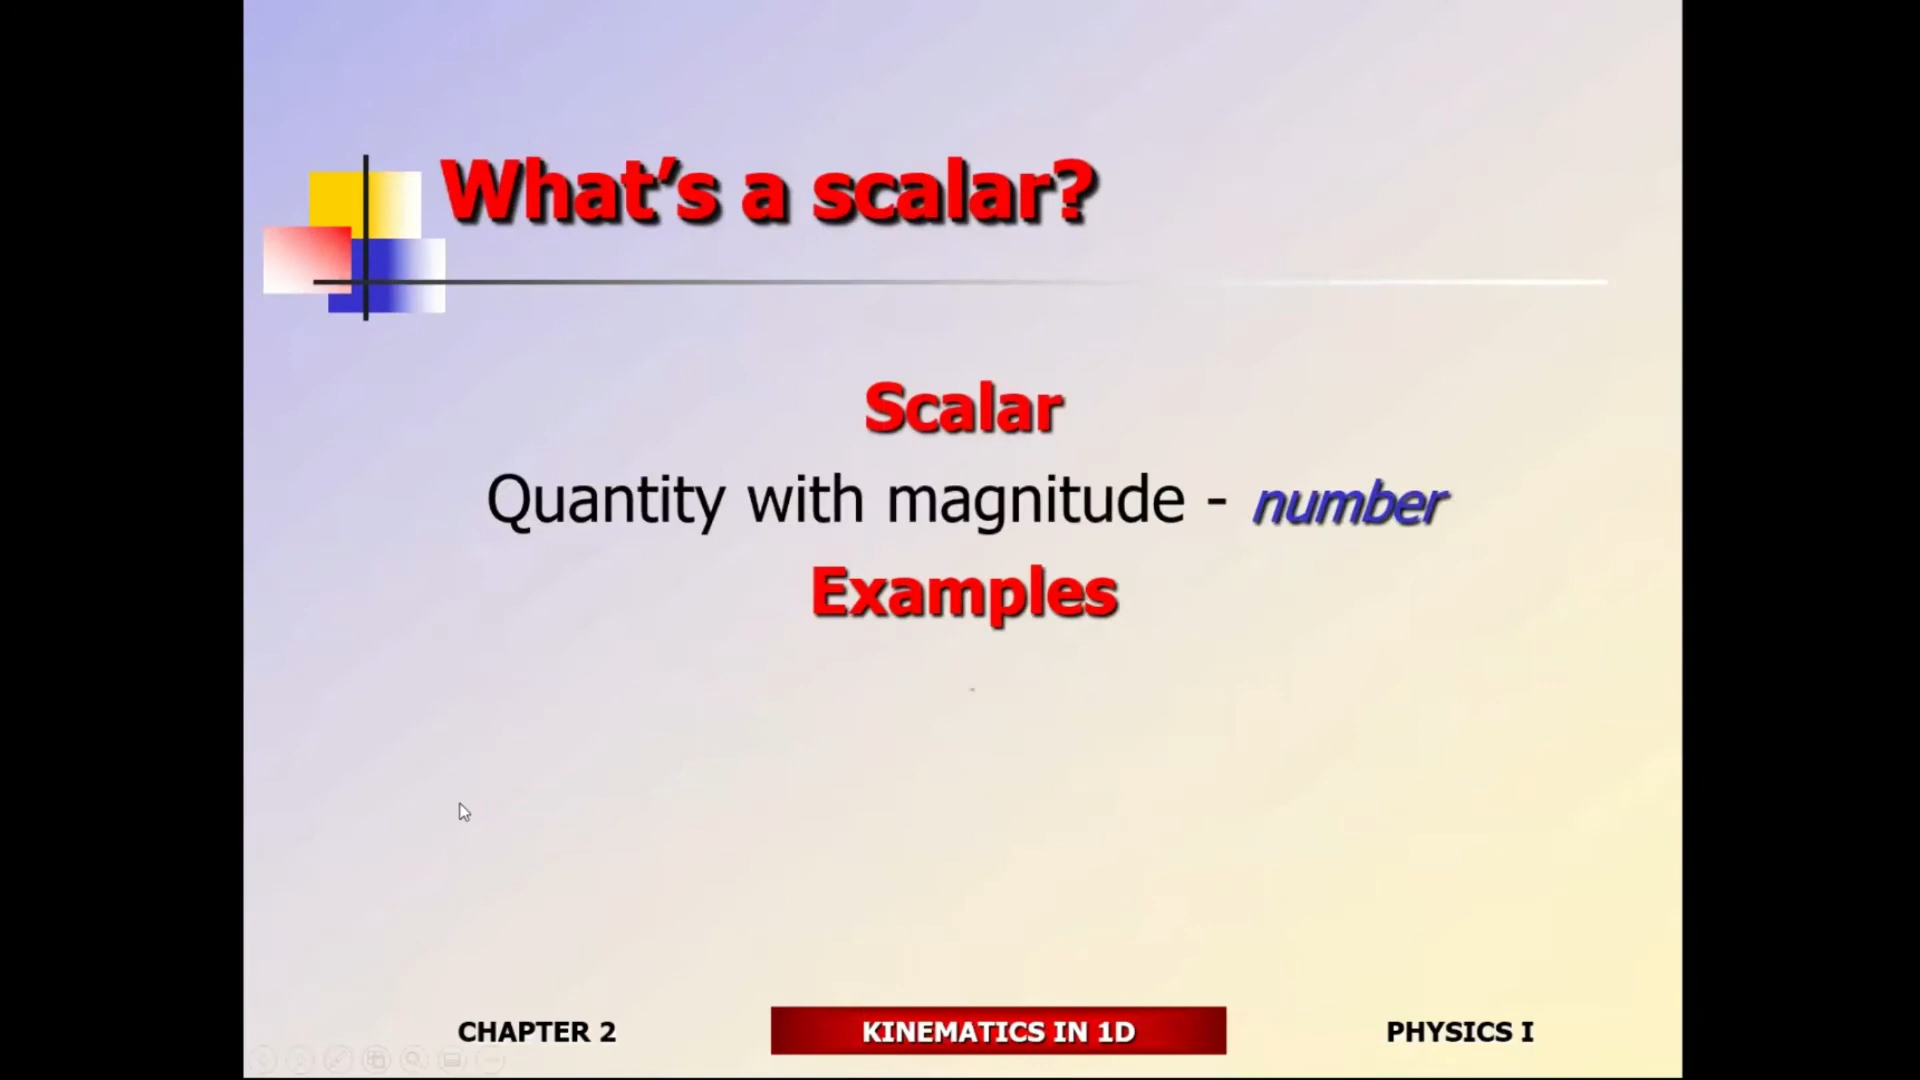 What's a scalar?
Scalar
Quantity with magnitude - number
Examples
CHAPTER 2
KINEMATICS IN 1D
PHYSICS I